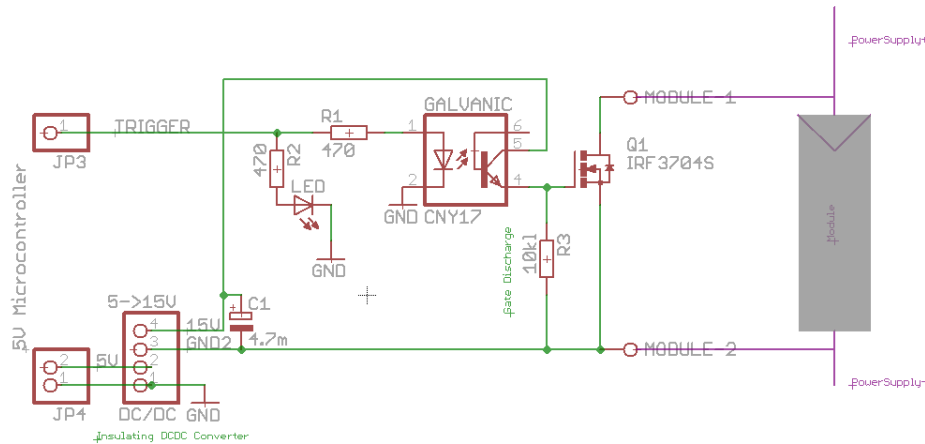 PowerSupply+
GALVANIC
MODULE-1
R1
1
TRIGGER
1
6
5
470
Q1
IRF3704S
JP3
470
R2
LED
2
4
GND
CNY17
GND
10k
R3
Gate Discharge
Module
5V Microcontroller
5->15V
C1
4.7m
4
15V
3
GND2
MODULE-2
2
5V
2
1
1
JP4
DC/DC
GND
PowerSupply+
Insulating DCDC Converter